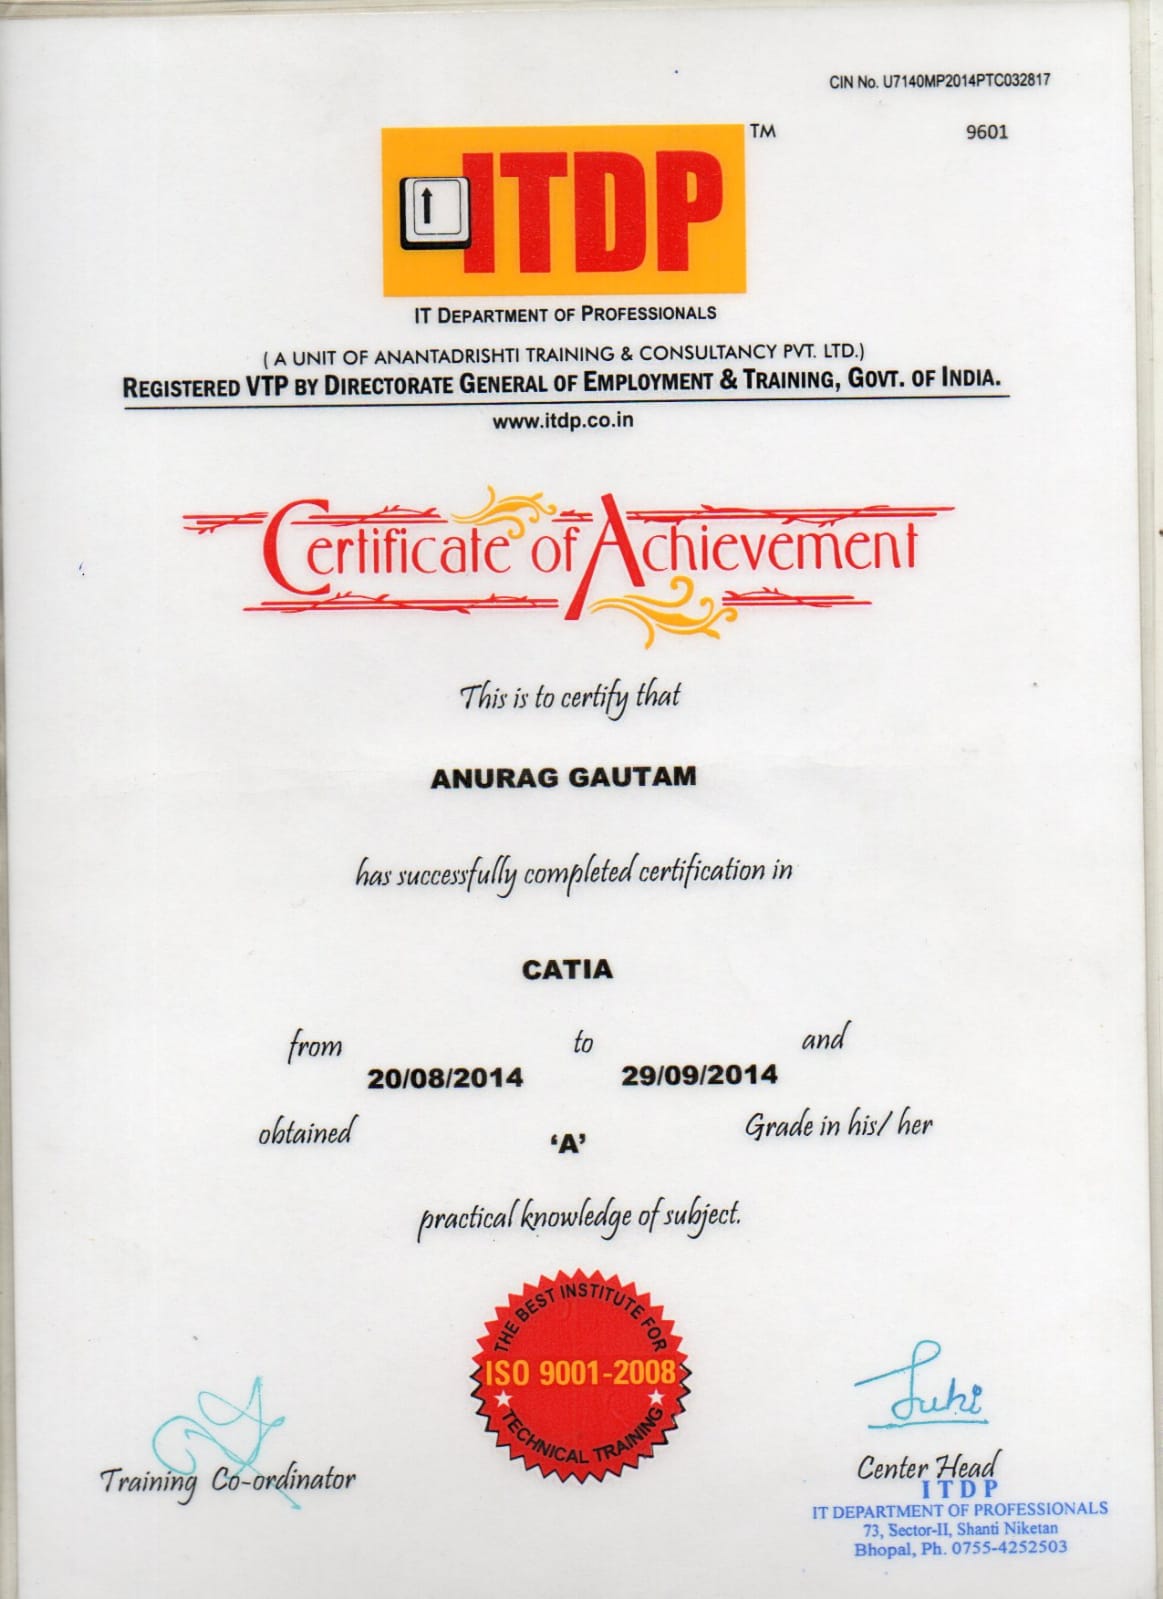 CIN No. U7140MP2014PTC032817
9601
ITDP TM
IT DEPARTMENT OF PROFESSIONALS
( A UNIT OF ANANTADRISHTI TRAINING & CONSULTANCY PVT. LTD.)
REGISTERED VTP BY DIRECTORATE GENERAL OF EMPLOYMENT & TRAINING, GOVT. OF INDIA.
www.itdp.co.in
Certificate of Achievement
This is to certify that
ANURAG GAUTAM
has successfully completed certification in
CATIA
from 20/08/2014 to 29/09/2014 and
obtained ‘A’ Grade in his/ her
practical knowledge of subject.
THE BEST INSTITUTE FOR
ISO 9001-2008
TECHNICAL TRAINING
Training Co-ordinator
Center Head
ITDP
IT DEPARTMENT OF PROFESSIONALS
73, Sector-II, Shanti Niketan
Bhopal, Ph. 0755-4252503